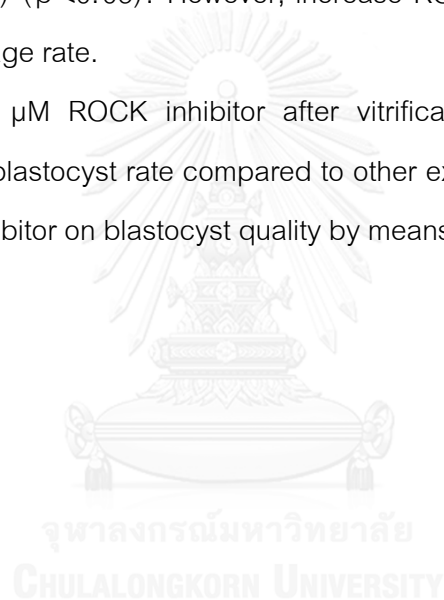 (p <0.05). However, increase RO
ge rate.
µM ROCK inhibitor after vitrifica
blastocyst rate compared to other ex
bitor on blastocyst quality by means
จุฬาลงกรณ์มหาวิทยาลัย
CHULALONGKORN UNIVERSITY